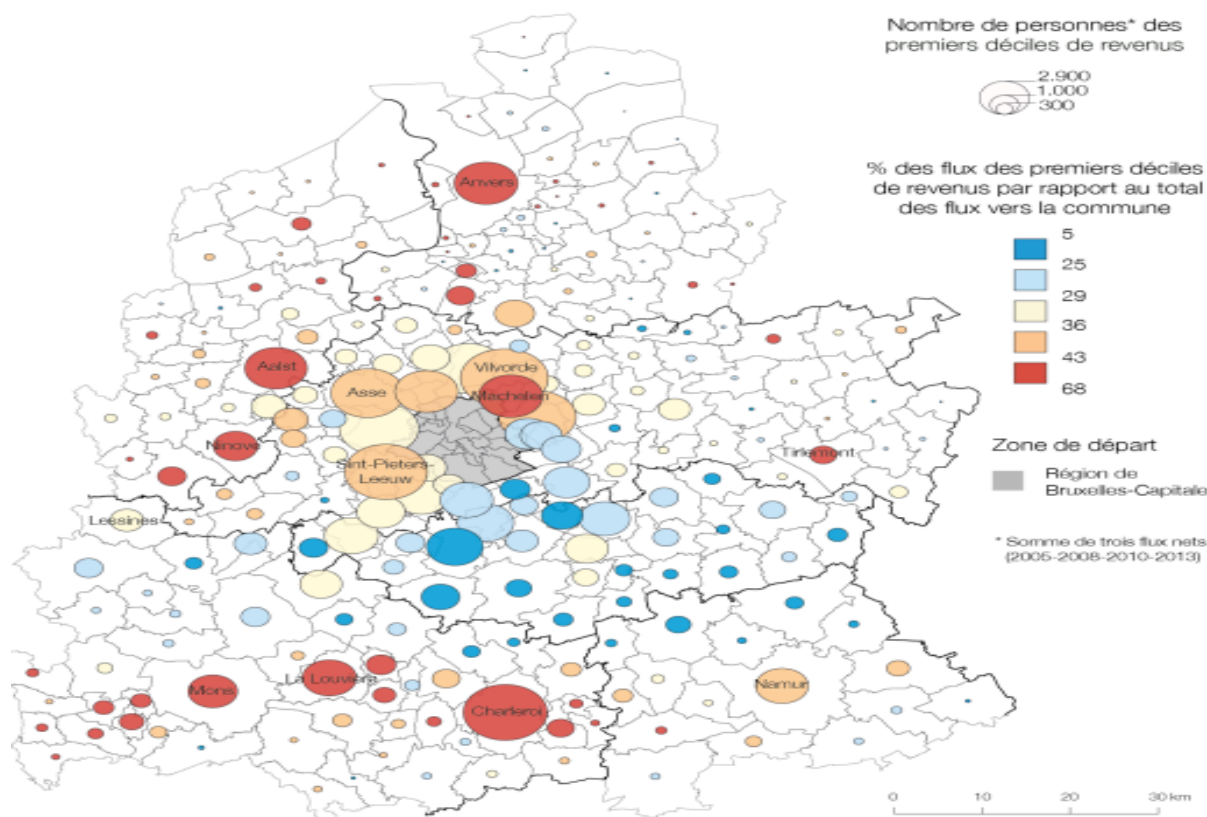 Nombre de personnes* des
premiers déciles de revenus
2.900
1.000
300
% des flux des premiers déciles
de revenus par rapport au total
des flux vers la commune
5
25
29
36
43
68
Zone de départ
Région de
Bruxelles-Capitale
* Somme de trois flux nets
(2005-2008-2010-2013)
Anvers
Aalst
Vilvorde
Asse
Machelen
Ninove
Tirlemont
Sint-Pieters-
Leeuw
Lessines
La Louvière
Namur
Mons
Charleroi
0 10 20 30 km